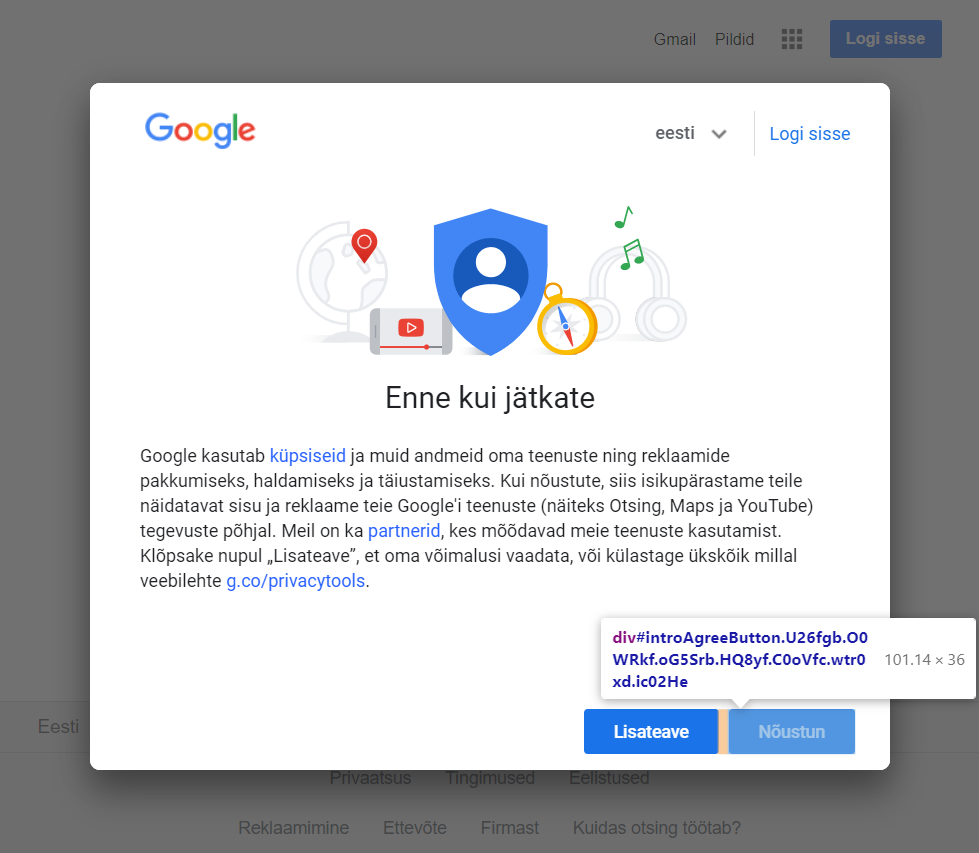 Gmail Pildid Logi sisse
Google eesti Logi sisse
Enne kui jätkate
Google kasutab küpsiseid ja muid andmeid oma teenuste ning reklaamide
pakkumiseks, haldamiseks ja täiustamiseks. Kui nõustute, siis isikupärastame teile
näidatavat sisu ja reklaame teie Google'i teenuste (näiteks Otsing, Maps ja YouTube)
tegevuste põhjal. Meil on ka partnerid, kes mõõdavad meie teenuste kasutamist.
Klõpsake nupul „Lisateave”, et oma võimalusi vaadata, või külastage ükskõik millal
veebilehte g.co/privacytools.
div#introAgreeButton.U26fgb.O0
WRkf.oG5Srb.HQ8yf.C0oVfc.wtr0 101.14 × 36
xd.ic02He
Eesti
Lisateave Nõustun
Privaatsus Tingimused Eelistused
Reklaamimine Ettevõte Firmast Kuidas otsing töötab?